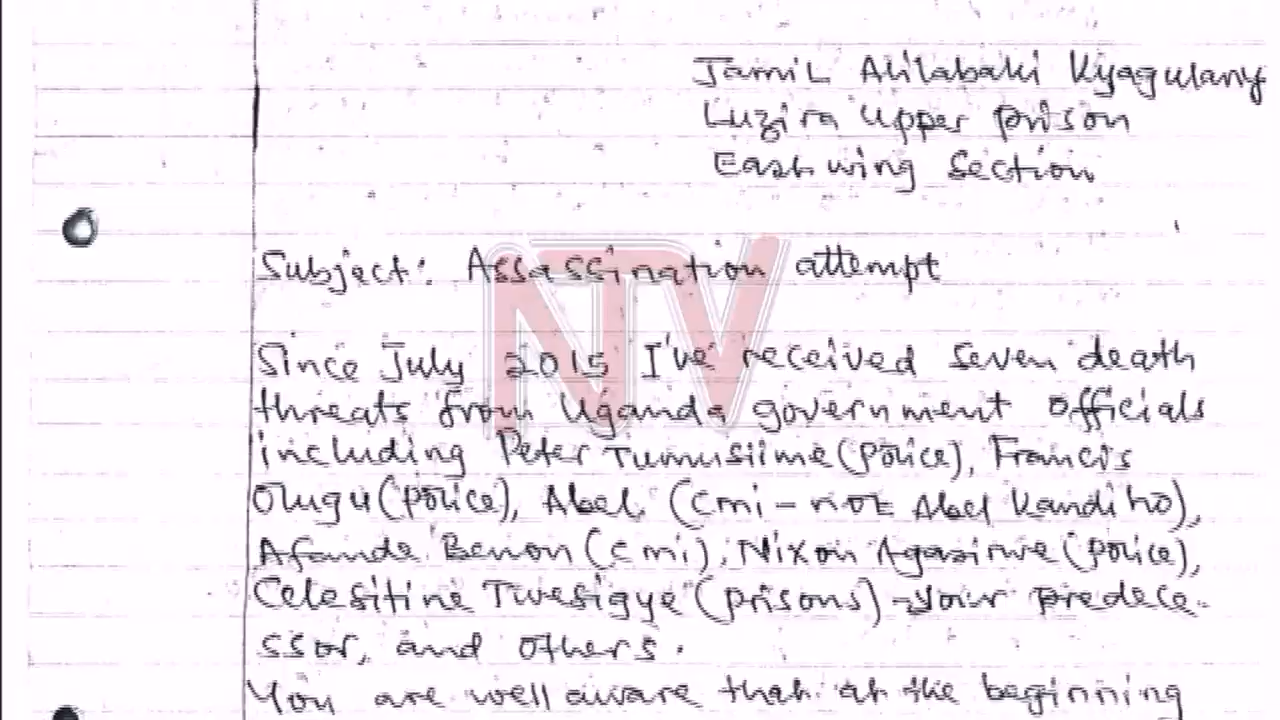 Jamil Alilabaki Kyagulany
Luzira Upper prison
East wing Section
NTV
Subject: Assassination attempt
Since July 2015 I've received seven death
threats from Uganda government officials
including Peter Tumusiime (police), Francis
Olugu (police), Abel (cmi - not Abel Kandiho),
Afande Benon (cmi), Nixon Agasirwe (police),
Celesitine Twesigye (prisons) - your predece-
ssor, and others.
You are well aware that at the beginning